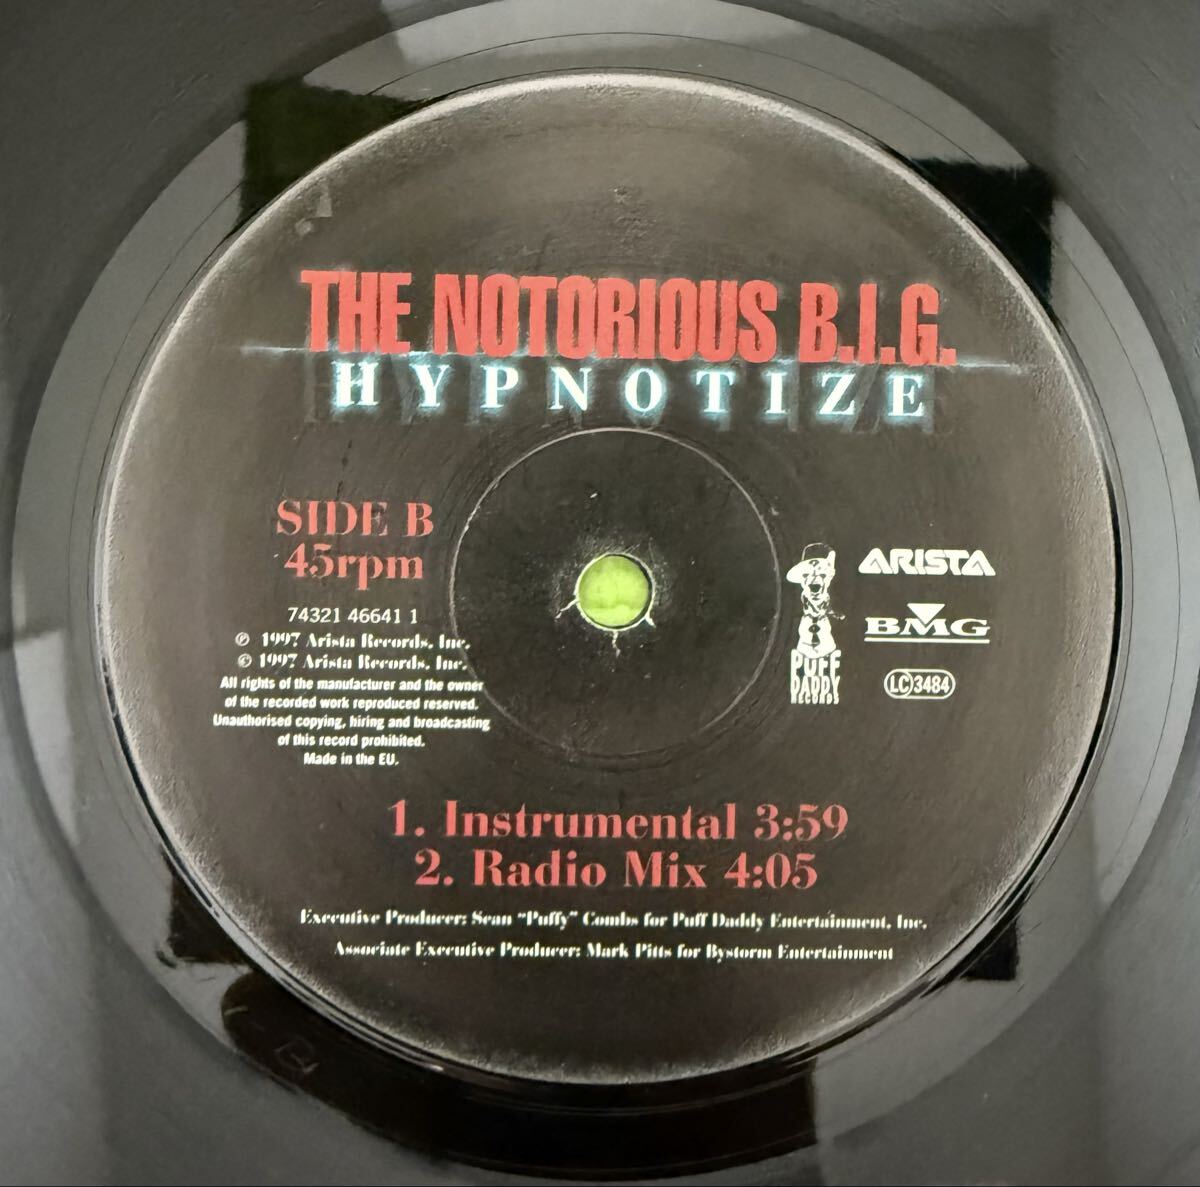 THE NOTORIOUS B.I.G.
HYPNOTIZE
SIDE B
45rpm
74321 46641 1
℗ 1997 Arista Records, Inc.
© 1997 Arista Records, Inc.
All rights of the manufacturer and the owner
of the recorded work reproduced reserved.
Unauthorised copying, hiring and broadcasting
of this record prohibited.
Made in the EU.
PUFF
DADDY
RECORDS
ARISTA
BMG
LC 3484
1. Instrumental 3:59
2. Radio Mix 4:05
Executive Producer: Sean "Puffy" Combs for Puff Daddy Entertainment, Inc.
Associate Executive Producer: Mark Pitts for Bystorm Entertainment